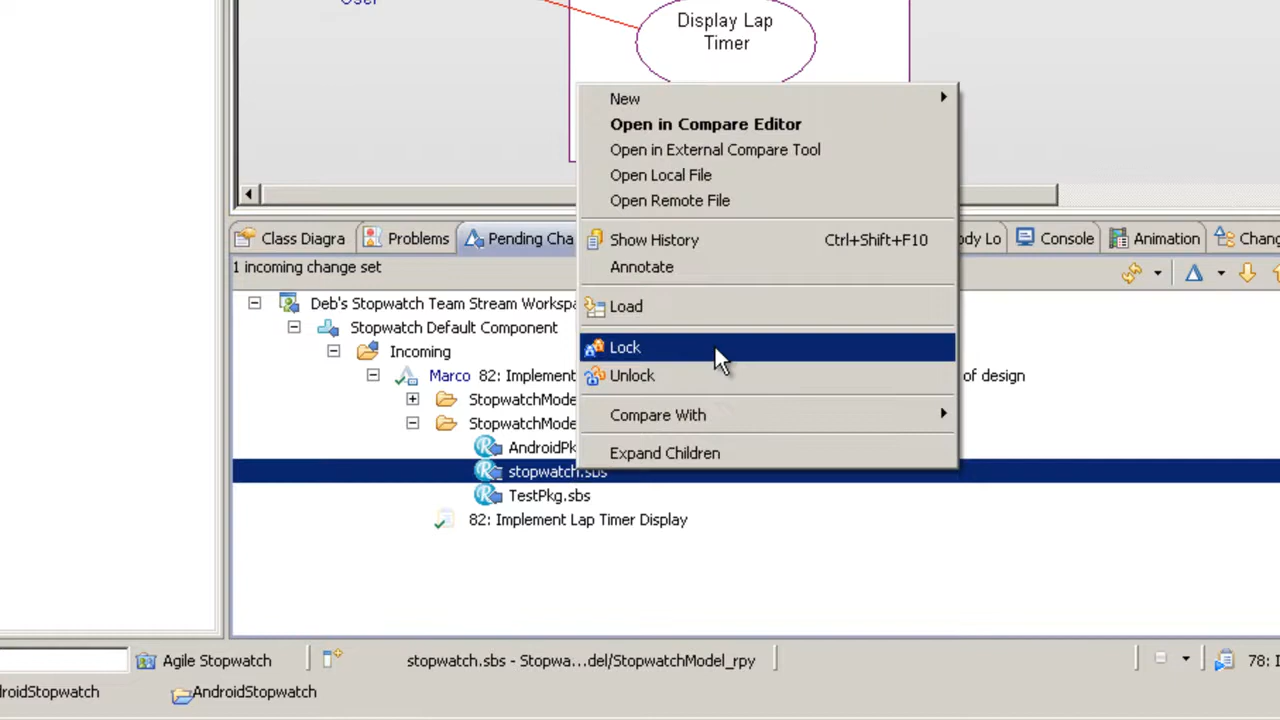 User
Display Lap
Timer
New
Open in Compare Editor
Open in External Compare Tool
Open Local File
Open Remote File
Show History Ctrl+Shift+F10
Annotate
Load
Lock
Unlock
Compare With
Expand Children
Class Diagra Problems Pending Cha ody Lo Console Animation Chang
1 incoming change set
Deb's Stopwatch Team Stream Workspa
Stopwatch Default Component
Incoming
Marco 82: Implement of design
StopwatchMode
StopwatchMode
AndroidPk
stopwatch.sbs
TestPkg.sbs
82: Implement Lap Timer Display
Agile Stopwatch stopwatch.sbs - Stopwa...del/StopwatchModel_rpy 78: I
droidStopwatch AndroidStopwatch